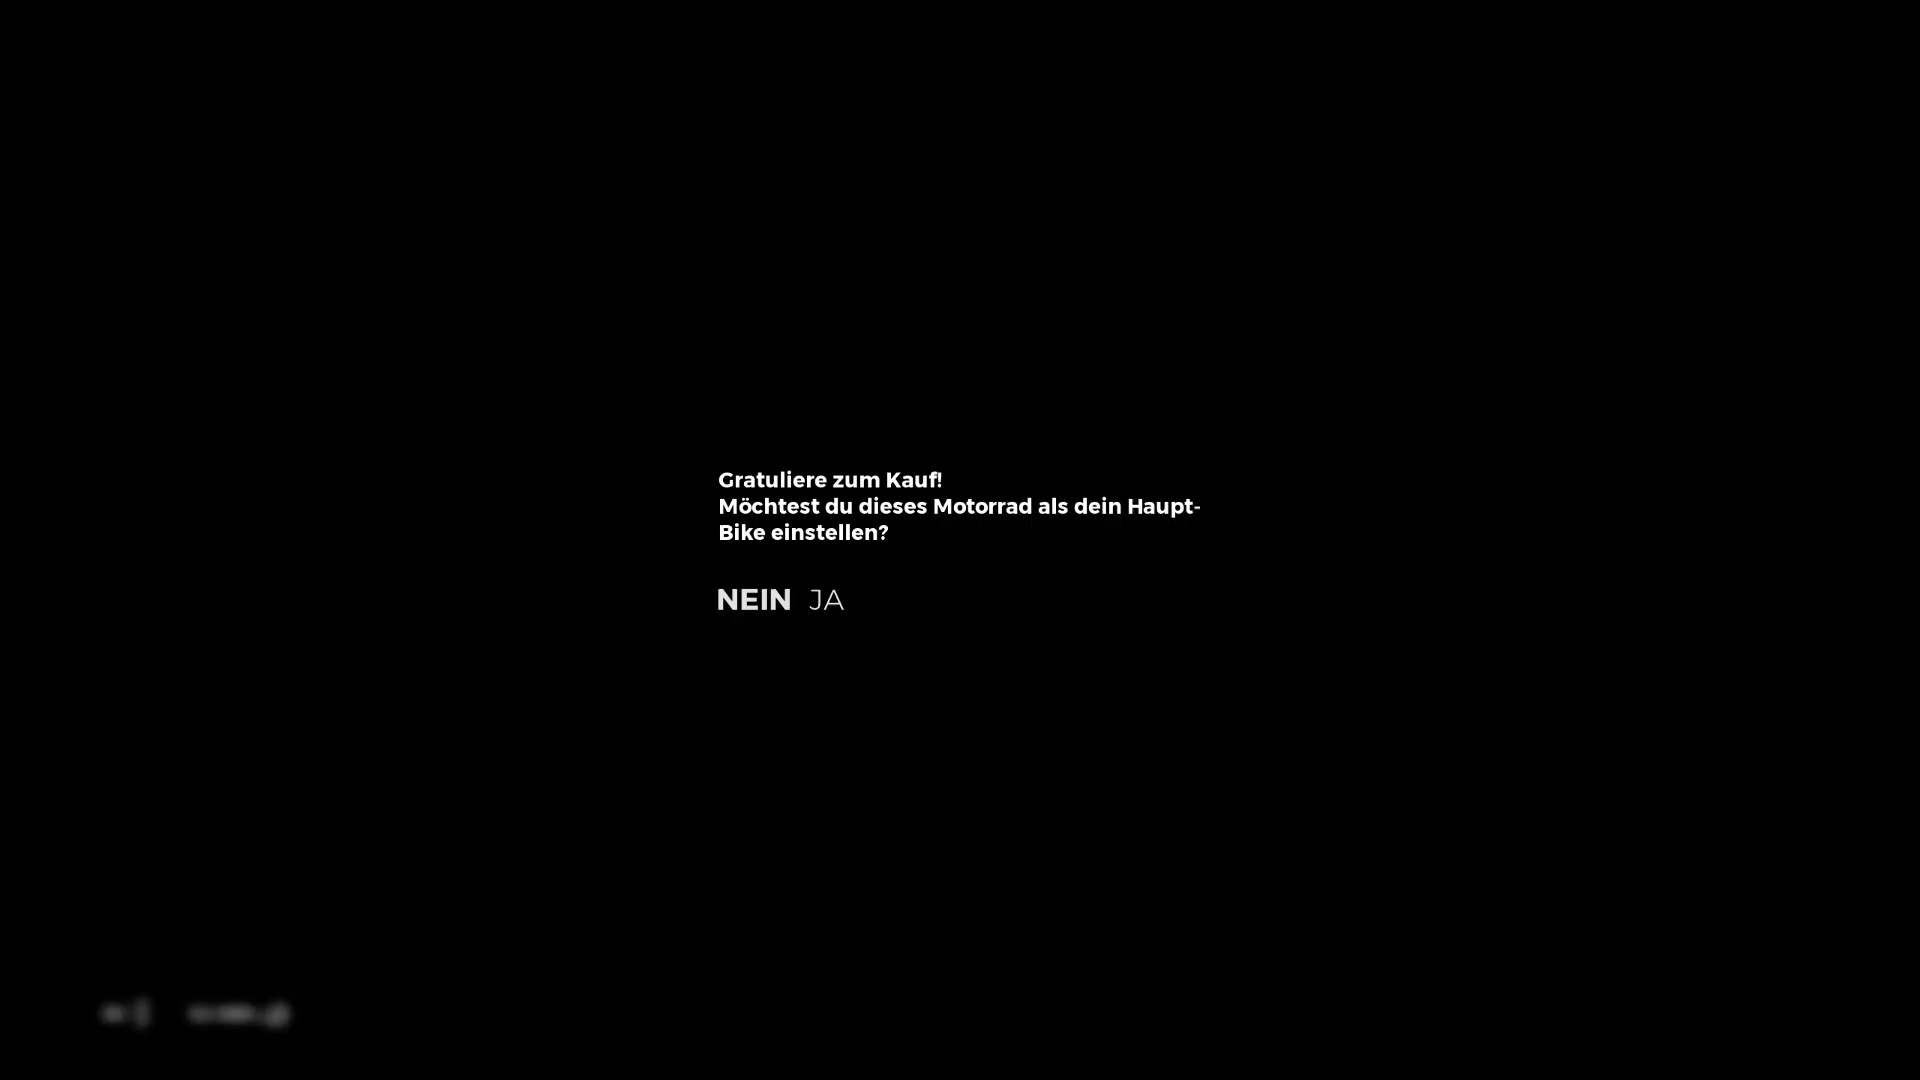 Gratuliere zum Kauf!
Möchtest du dieses Motorrad als dein Haupt-
Bike einstellen?
NEIN JA